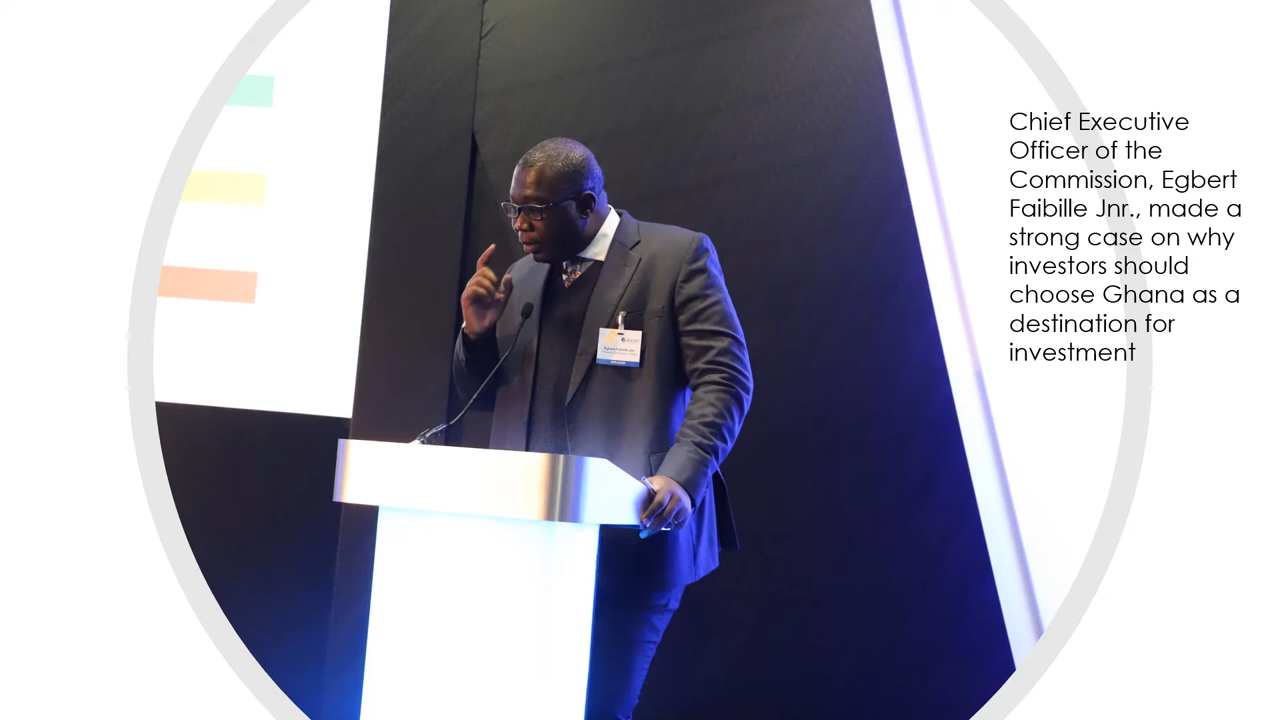 Chief Executive
Officer of the
Commission, Egbert
Faibille Jnr., made a
strong case on why
investors should
choose Ghana as a
destination for
investment